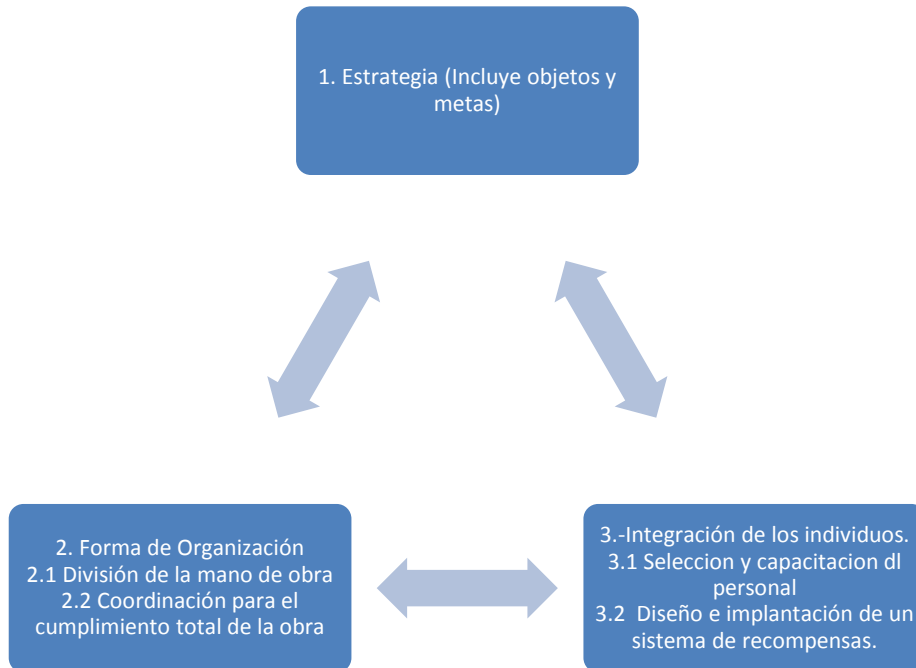 1. Estrategia (Incluye objetos y
metas)
2. Forma de Organización
2.1 División de la mano de obra
2.2 Coordinación para el
cumplimiento total de la obra
3.-Integración de los individuos.
3.1 Seleccion y capacitacion dl
personal
3.2 Diseño e implantación de un
sistema de recompensas.